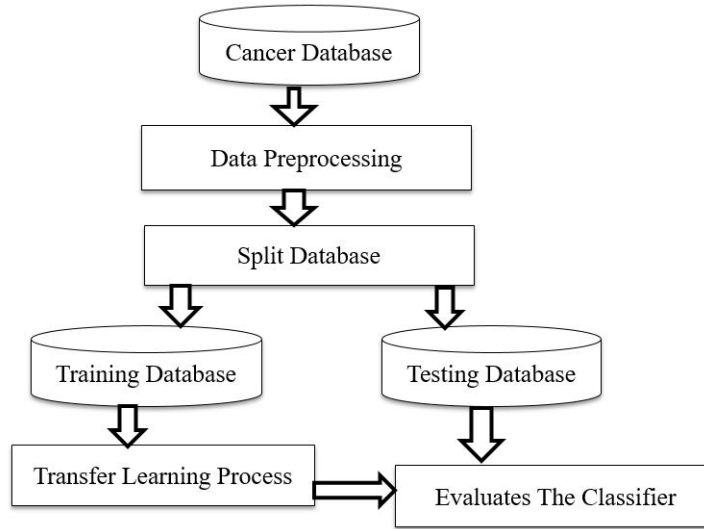 Cancer Database
Data Preprocessing
Split Database
Training Database
Testing Database
Transfer Learning Process
Evaluates The Classifier